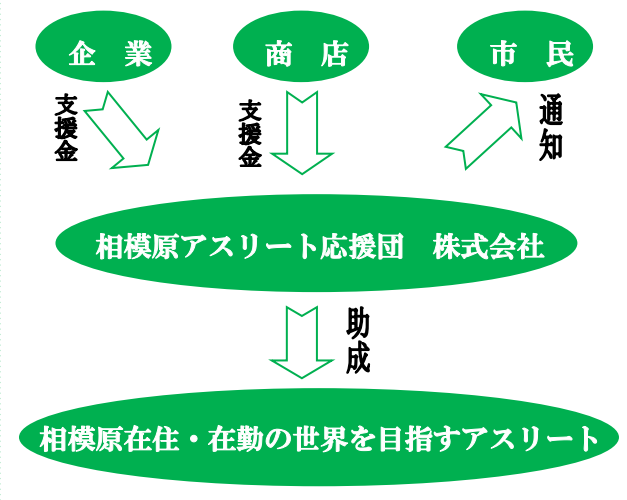 企　業
商　店
市　民
支援金
支援金
通知
相模原アスリート応援団　株式会社
助成
相模原在住・在勤の世界を目指すアスリート